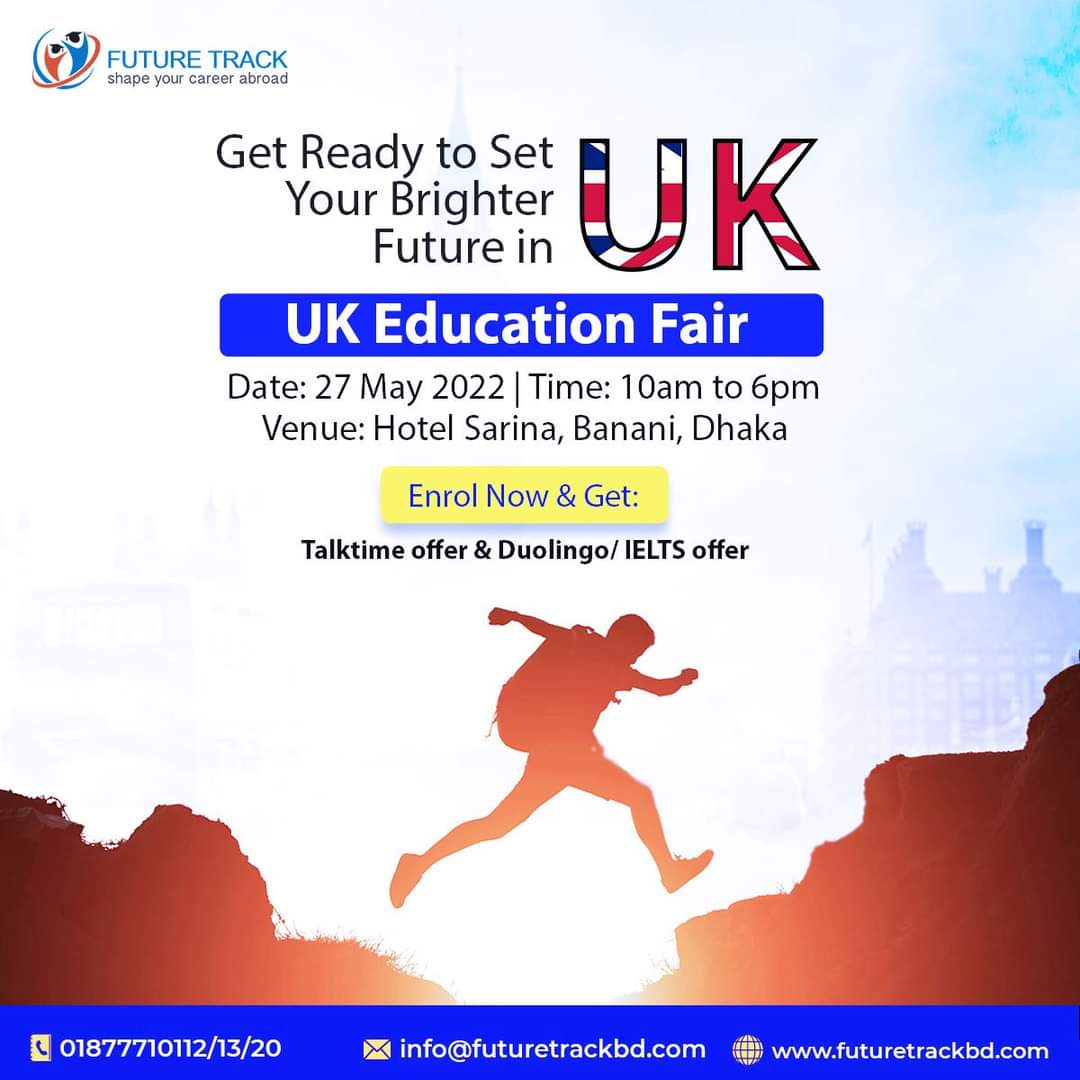 FUTURE TRACK
shape your career abroad
Get Ready to Set
Your Brighter
Future in
UK
UK Education Fair
Date: 27 May 2022 | Time: 10am to 6pm
Venue: Hotel Sarina, Banani, Dhaka
Enrol Now & Get:
Talktime offer & Duolingo/ IELTS offer
01877710112/13/20
info@futuretrackbd.com
www.futuretrackbd.com